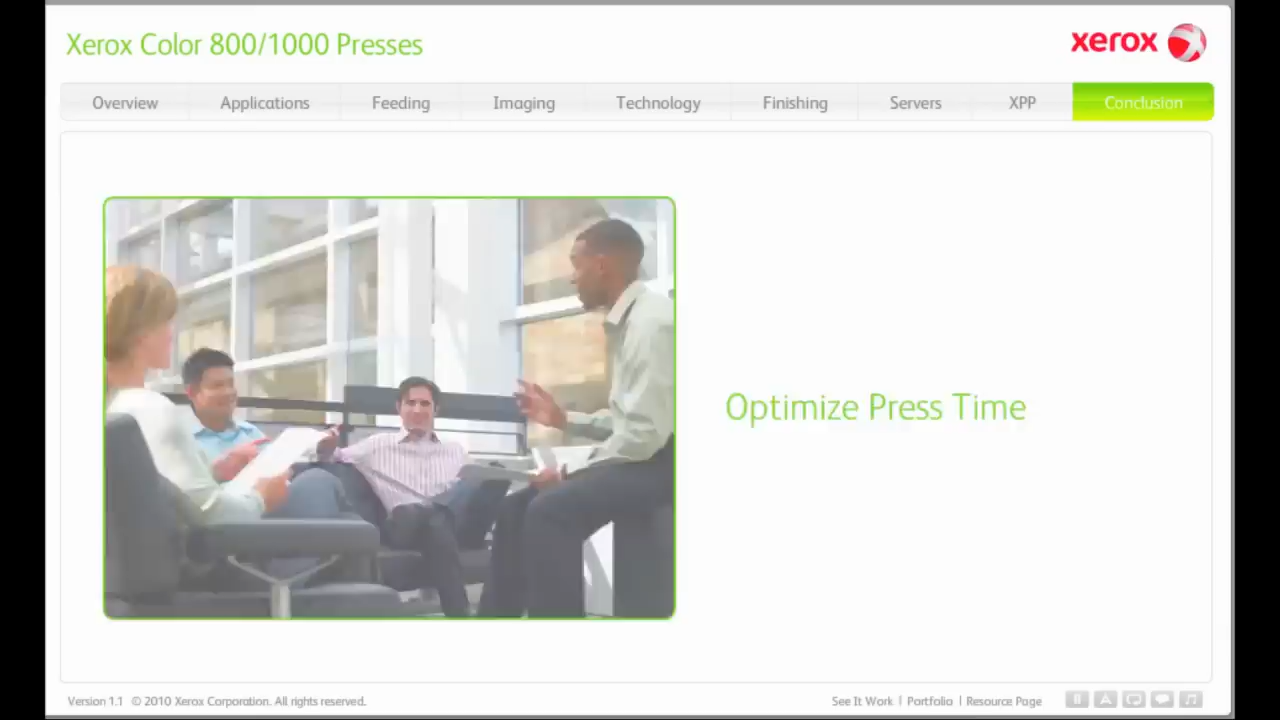 Xerox Color 800/1000 Presses
xerox
Overview Applications Feeding Imaging Technology Finishing Servers XPP Conclusion
Optimize Press Time
Version 1.1 © 2010 Xerox Corporation. All rights reserved.
See It Work | Portfolio | Resource Page